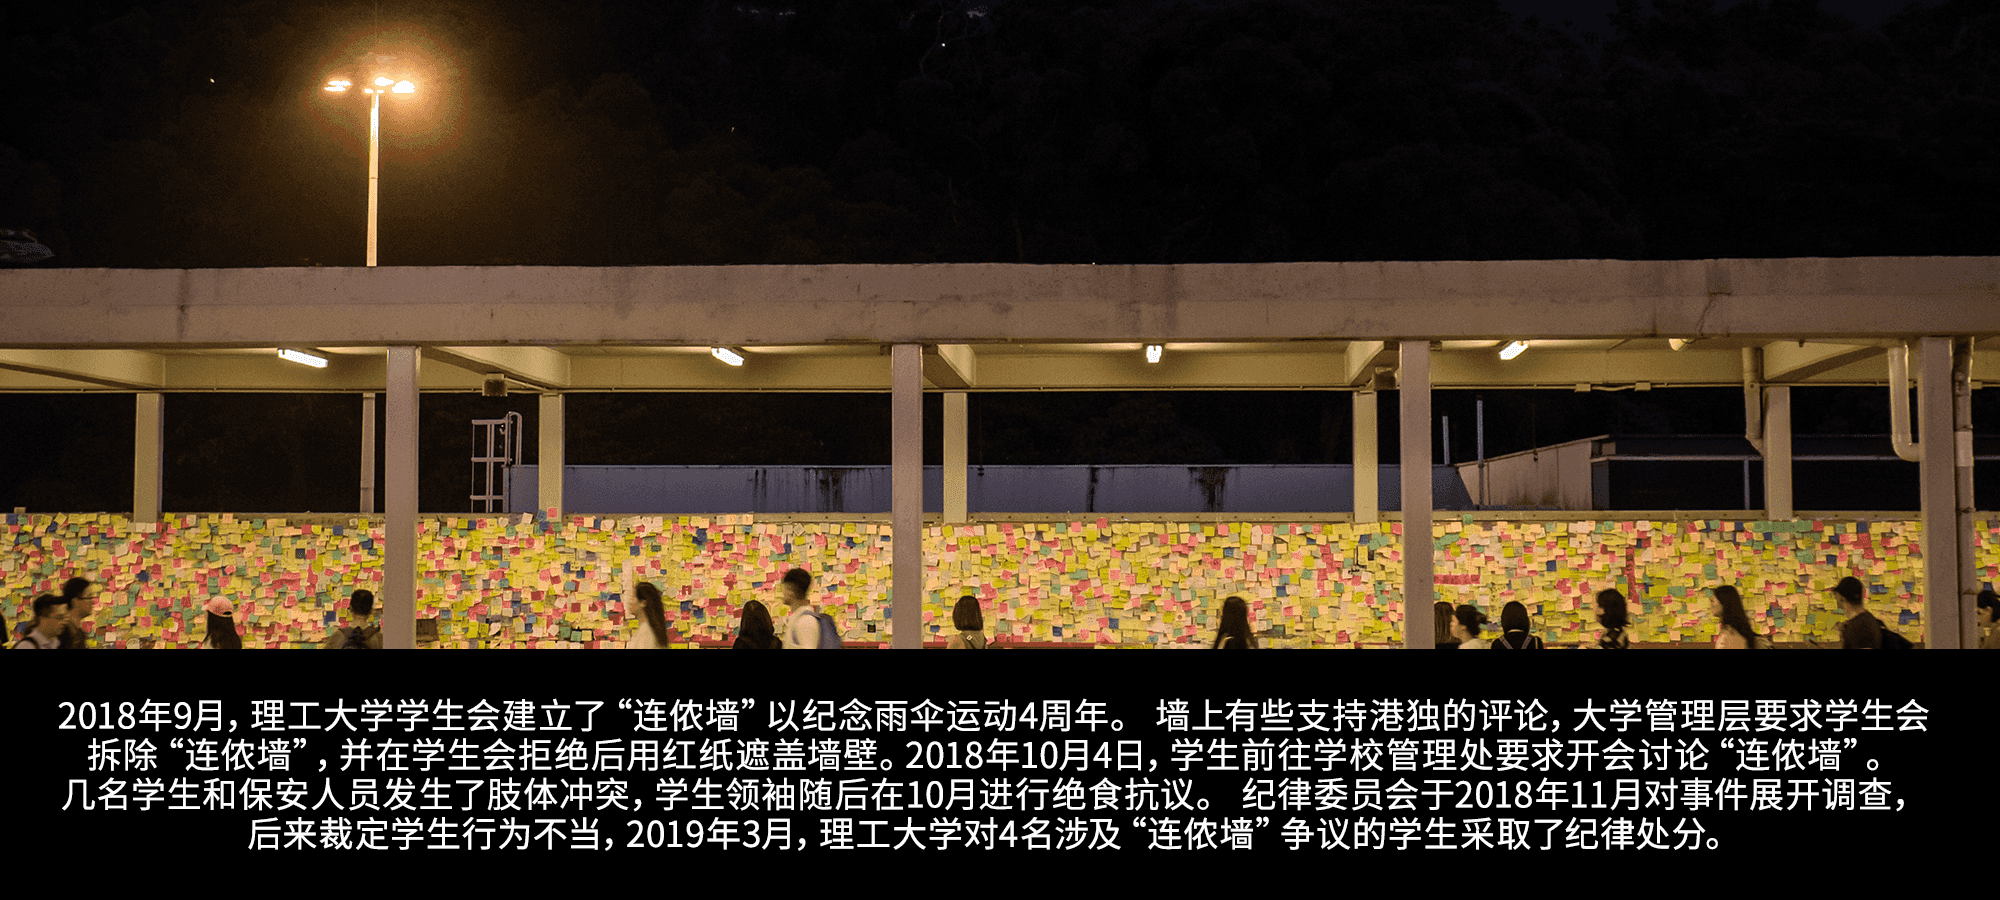 2018年9月，理工大学学生会建立了 “连侬墙” 以纪念雨伞运动4周年。 墙上有些支持港独的评论，大学管理层要求学生会
拆除 “连侬墙” ，并在学生会拒绝后用红纸遮盖墙壁。2018年10月4日，学生前往学校管理处要求开会讨论 “连侬墙” 。
几名学生和保安人员发生了肢体冲突，学生领袖随后在10月进行绝食抗议。 纪律委员会于2018年11月对事件展开调查，
后来裁定学生行为不当，2019年3月，理工大学对4名涉及 “连侬墙” 争议的学生采取了纪律处分。